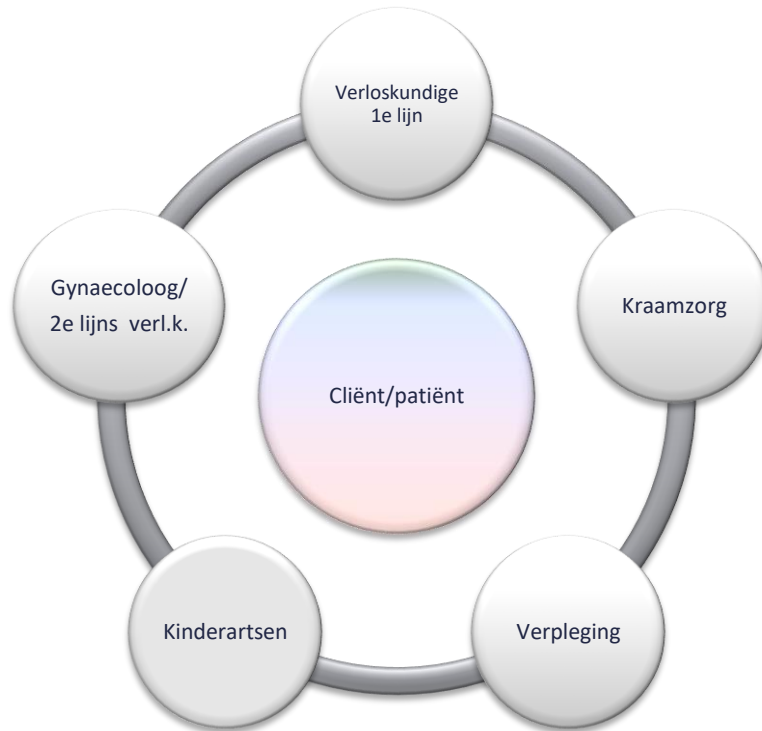 Verloskundige
1e lijn
Gynaecoloog/
2e lijns verl.k.
Kraamzorg
Cliënt/patiënt
Kinderartsen
Verpleging